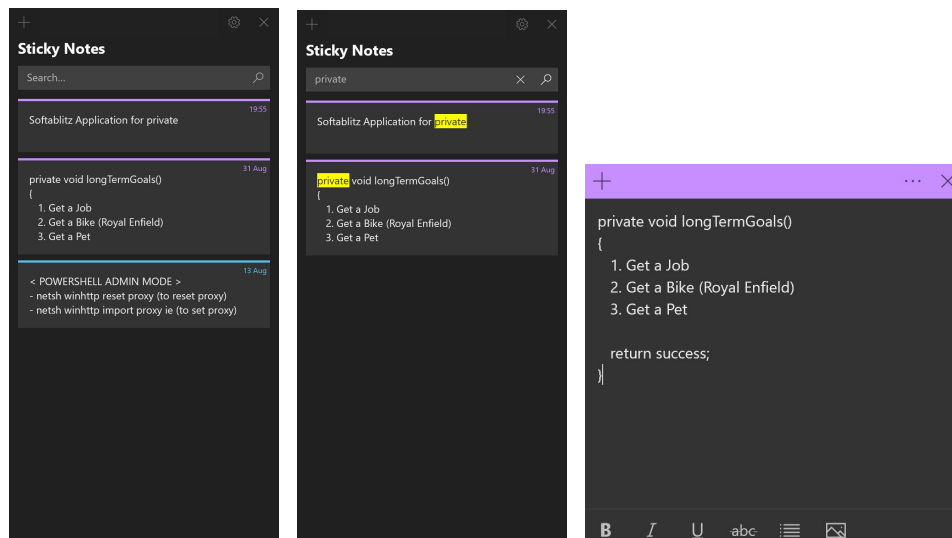 Sticky Notes
Search...
19:55
Softablitz Application for private
31 Aug
private void longTermGoals()
{
1. Get a Job
2. Get a Bike (Royal Enfield)
3. Get a Pet
13 Aug
< POWERSHELL ADMIN MODE >
- netsh winhttp reset proxy (to reset proxy)
- netsh winhttp import proxy ie (to set proxy)
Sticky Notes
private
19:55
Softablitz Application for private
31 Aug
private void longTermGoals()
{
1. Get a Job
2. Get a Bike (Royal Enfield)
3. Get a Pet
private void longTermGoals()
{
1. Get a Job
2. Get a Bike (Royal Enfield)
3. Get a Pet
return success;
}
B I U abc